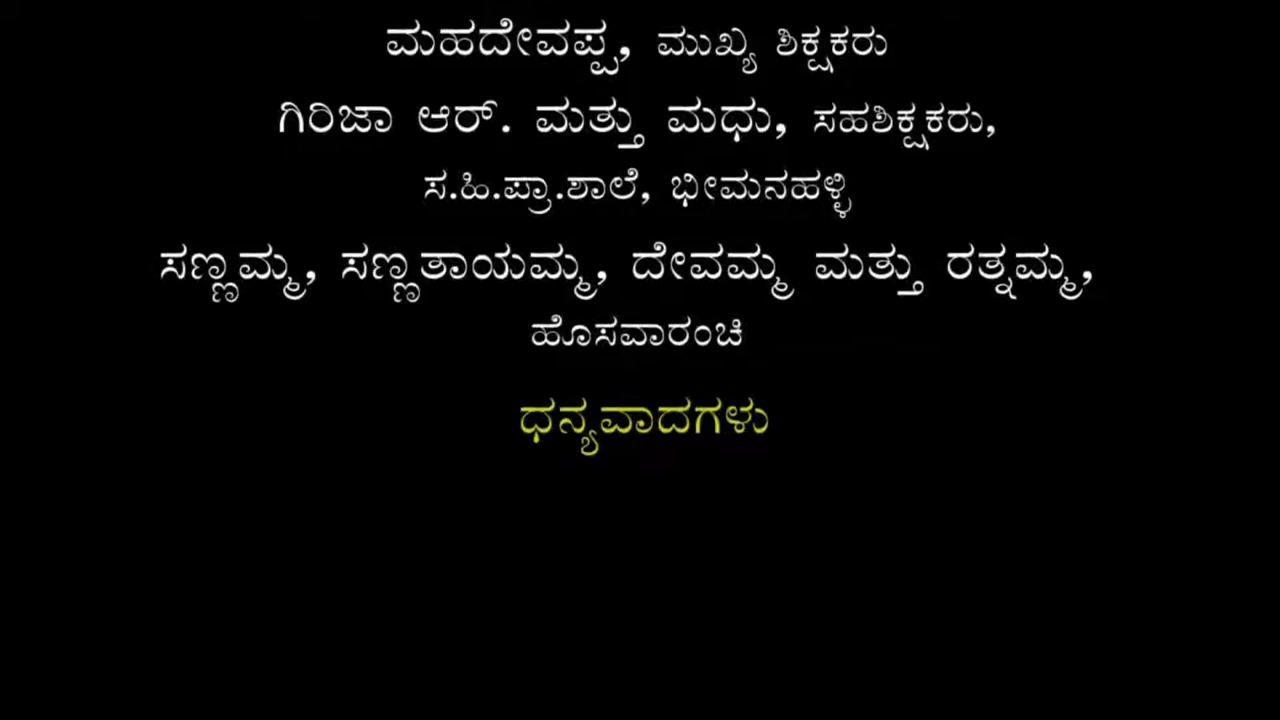 ಮಹದೇವಪ್ಪ, ಮುಖ್ಯ ಶಿಕ್ಷಕರು
ಗಿರಿಜಾ ಆರ್. ಮತ್ತು ಮಧು, ಸಹಶಿಕ್ಷಕರು,
ಸ.ಹಿ.ಪ್ರಾ.ಶಾಲೆ, ಭೀಮನಹಳ್ಳಿ
ಸಣ್ಣಮ್ಮ, ಸಣ್ಣತಾಯಮ್ಮ, ದೇವಮ್ಮ ಮತ್ತು ರತ್ನಮ್ಮ,
ಹೊಸವಾರಂಚಿ
ಧನ್ಯವಾದಗಳು